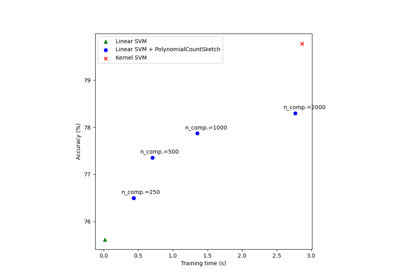 Linear SVM
Linear SVM + PolynomialCountSketch
Kernel SVM
n_comp.=2000
n_comp.=1000
n_comp.=500
n_comp.=250
Accuracy (%)
79
78
77
76
0.0 0.5 1.0 1.5 2.0 2.5 3.0
Training time (s)